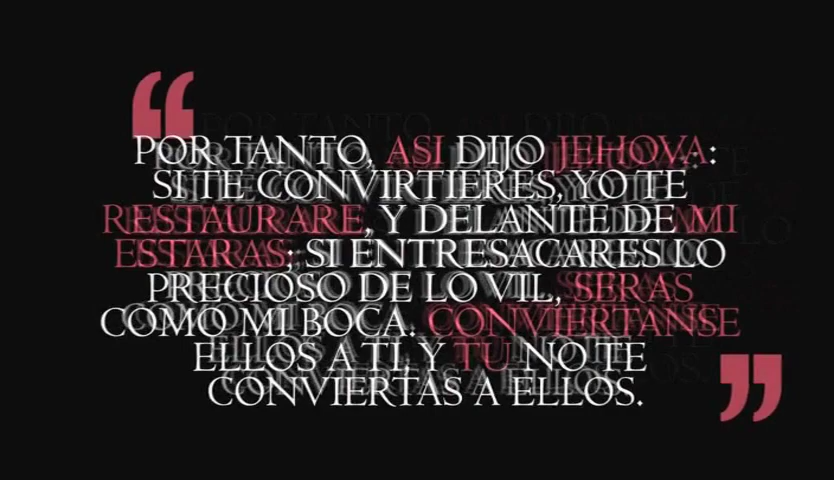 “
POR TANTO, ASI DIJO JEHOVA:
SI TE CONVIRTIERES, YO TE
RESTAURARE, Y DELANTE DE MI
ESTARAS; SI ENTRESACARES LO
PRECIOSO DE LO VIL, SERAS
COMO MI BOCA. CONVIERTANSE
ELLOS A TI, Y TU NO TE
CONVIERTAS A ELLOS.
”